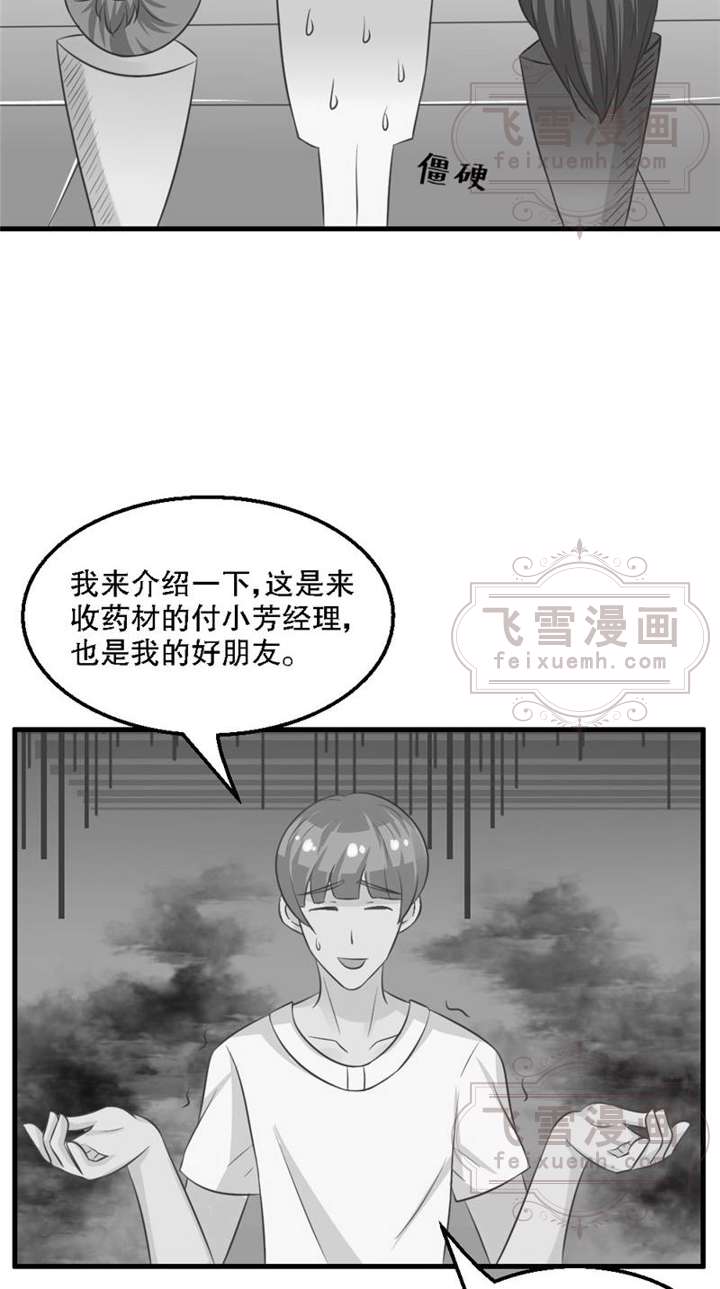 飞雪漫画
feixuemh.com
僵硬
我来介绍一下,这是来
收药材的付小芳经理,
也是我的好朋友。
飞雪漫画
feixuemh.com
飞雪漫画
feixuemh.com